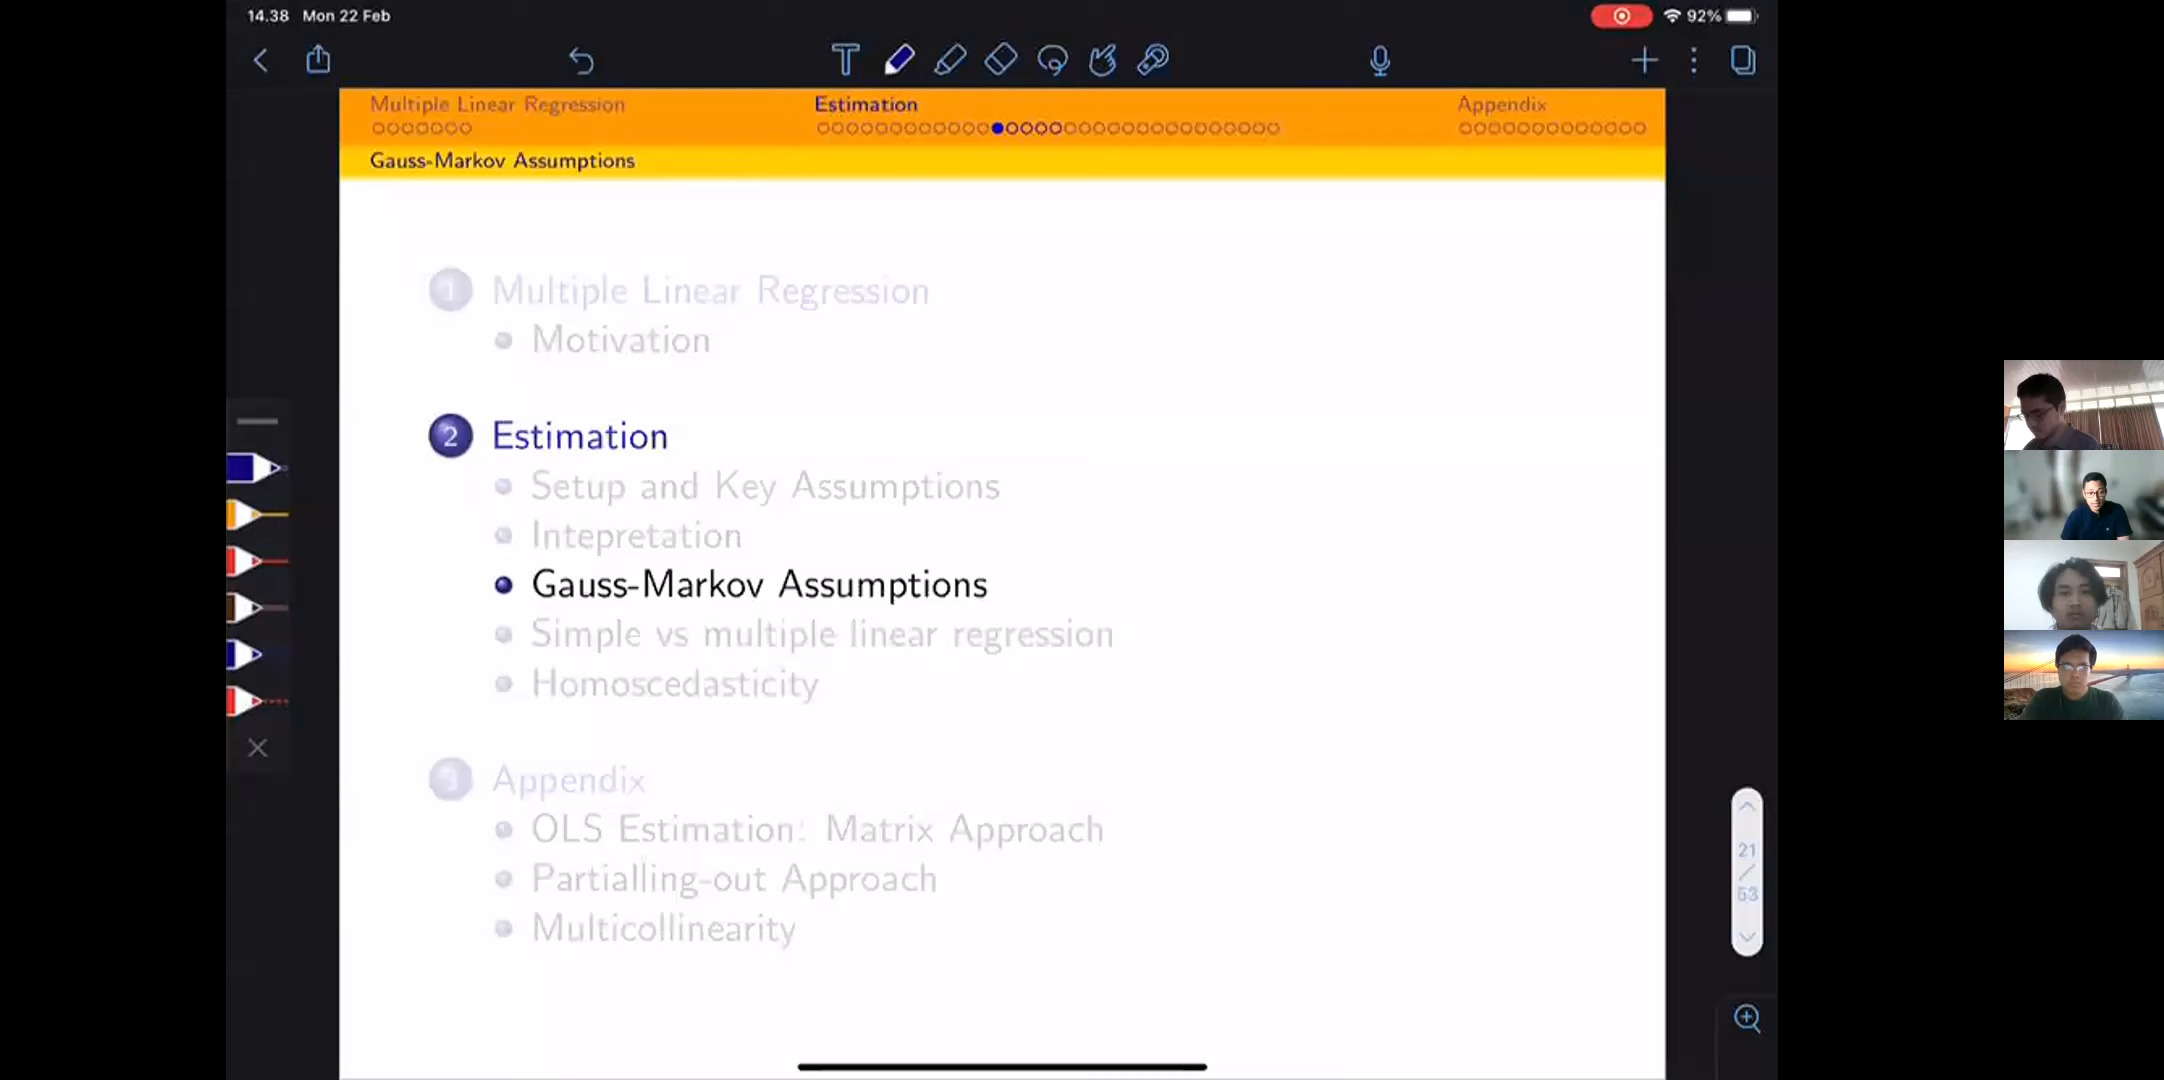 14.38 Mon 22 Feb
92%
Multiple Linear Regression
Estimation
Appendix
Gauss-Markov Assumptions
1 Multiple Linear Regression
Motivation
2 Estimation
Setup and Key Assumptions
Intepretation
Gauss-Markov Assumptions
Simple vs multiple linear regression
Homoscedasticity
3 Appendix
OLS Estimation: Matrix Approach
Partialling-out Approach
Multicollinearity
21
/
53